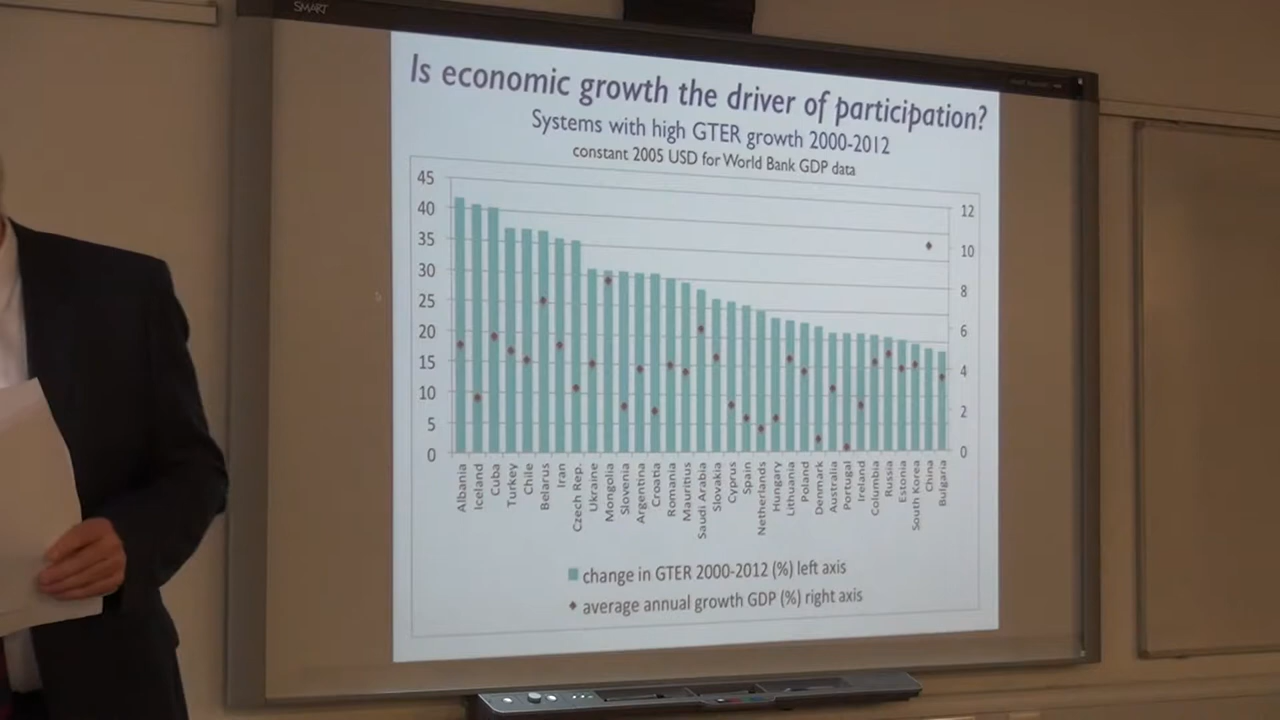 SMART
Is economic growth the driver of participation?
Systems with high GTER growth 2000-2012
constant 2005 USD for World Bank GDP data
45
40
35
30
25
20
15
10
5
0
12
10
8
6
4
2
0
Albania
Iceland
Cuba
Turkey
Chile
Belarus
Iran
Czech Rep.
Ukraine
Mongolia
Slovenia
Argentina
Croatia
Romania
Mauritius
Saudi Arabia
Slovakia
Cyprus
Spain
Netherlands
Hungary
Lithuania
Poland
Denmark
Australia
Portugal
Ireland
Columbia
Russia
Estonia
South Korea
China
Bulgaria
change in GTER 2000-2012 (%) left axis
average annual growth GDP (%) right axis